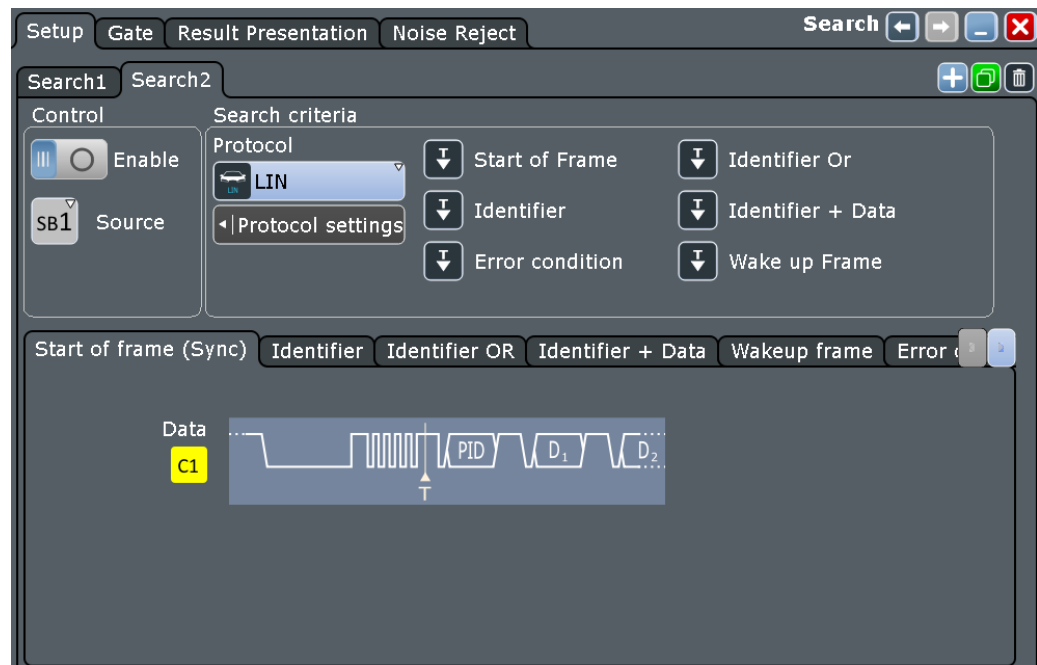 Setup Gate Result Presentation Noise Reject Search
Search1 Search2
Control Search criteria
Protocol
Enable LIN Start of Frame Identifier Or
LIN
SB1 Source Protocol settings Identifier Identifier + Data
Error condition Wake up Frame
Start of frame (Sync) Identifier Identifier OR Identifier + Data Wakeup frame Error
Data
C1 PID D1 D2
T